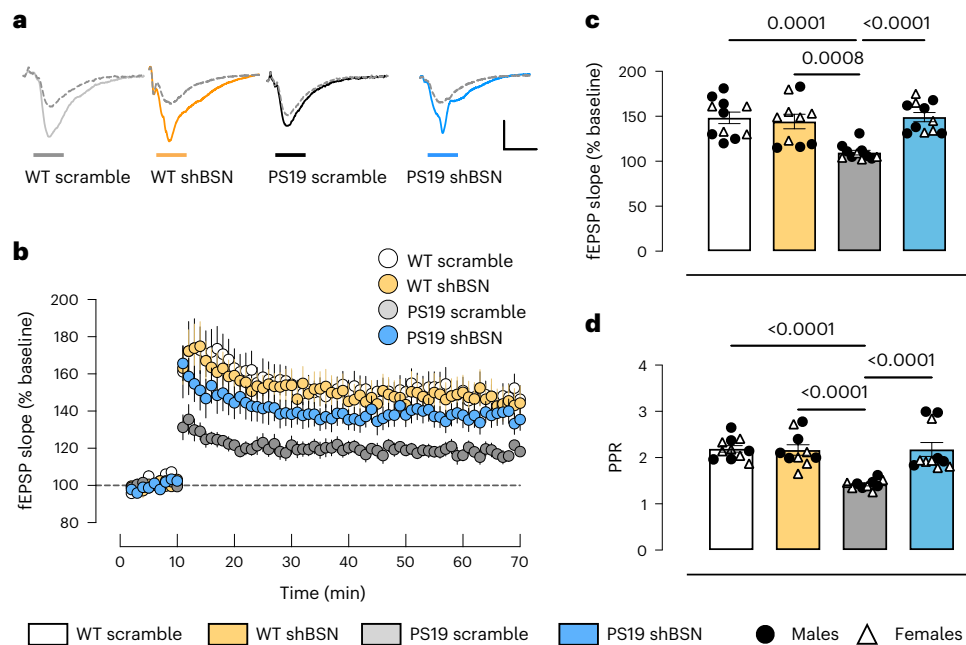 a
WT scramble
WT shBSN
PS19 scramble
PS19 shBSN
b
WT scramble
WT shBSN
PS19 scramble
PS19 shBSN
fEPSP slope (% baseline)
200
180
160
140
120
100
80
0 10 20 30 40 50 60 70
Time (min)
c
0.0001 <0.0001
0.0008
fEPSP slope (% baseline)
200
150
100
50
0
d
<0.0001
<0.0001
<0.0001
PPR
4
3
2
1
0
WT scramble WT shBSN PS19 scramble PS19 shBSN Males Females